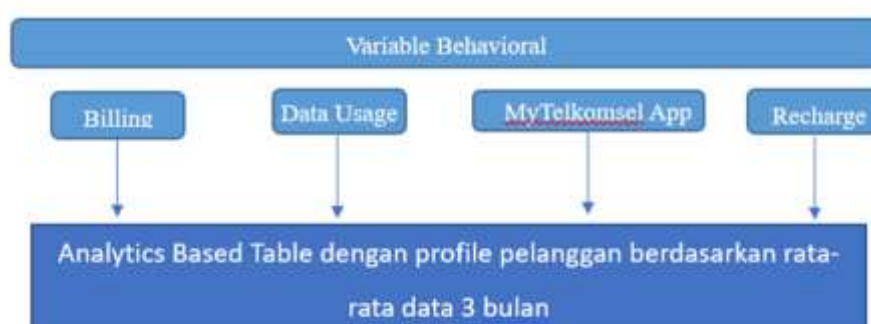 Variable Behavioral
Billing
Data Usage
MyTelkomsel App
Recharge
Analytics Based Table dengan profile pelanggan berdasarkan rata-
rata data 3 bulan